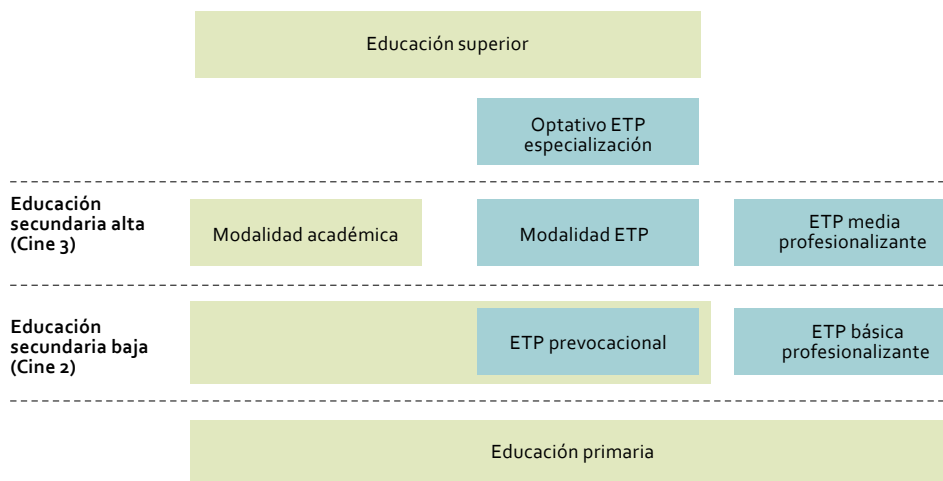 Educación superior
Optativo ETP
especialización
Educación
secundaria alta
(Cine 3)
Modalidad académica
Modalidad ETP
ETP media
profesionalizante
Educación
secundaria baja
(Cine 2)
ETP prevocacional
ETP básica
profesionalizante
Educación primaria